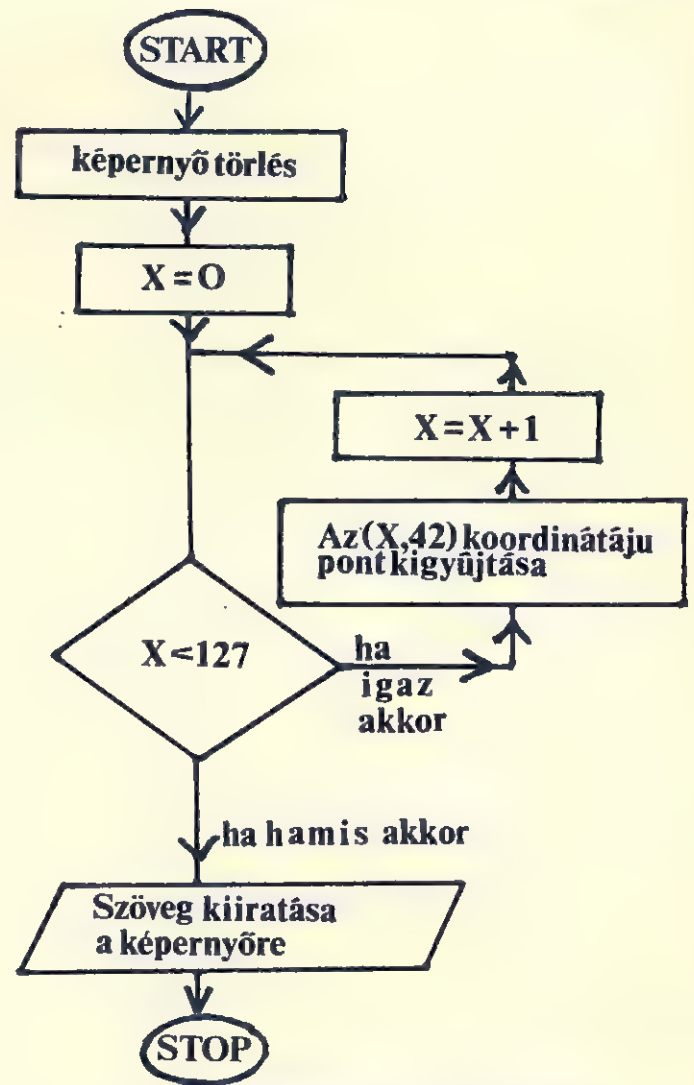 START
képernyő törlés
X=O
X=X+1
Az(X,42) koordinátáju
pont kigyűjtása
X<127
ha
igaz
akkor
ha hamis akkor
Szöveg kiiratása
a képernyőre
STOP